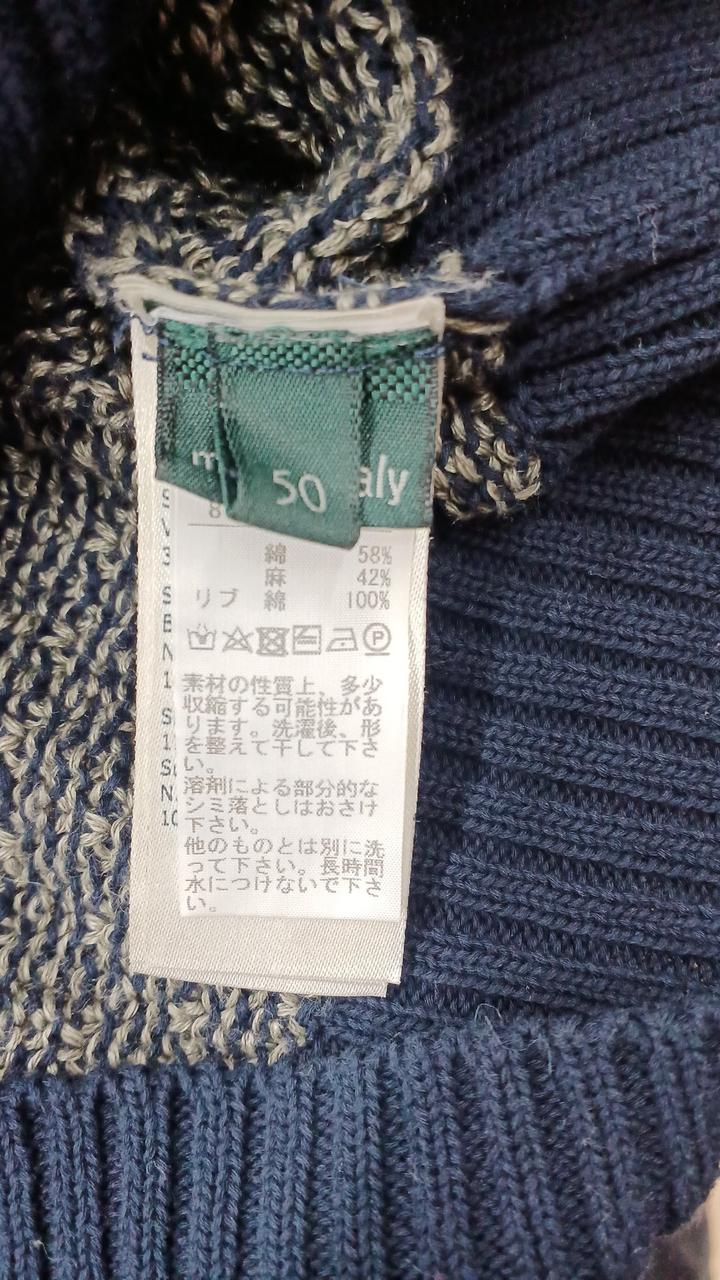 50
aly
綿 58%
麻 42%
リブ 綿 100%
P
素材の性質上、多少
収縮する可能性があ
ります。洗濯後、形
を整えて干して下さ
い。
溶剤による部分的な
シミ落としはおさけ
下さい。
他のものとは別に洗
って下さい。長時間
水につけないで下さ
い。